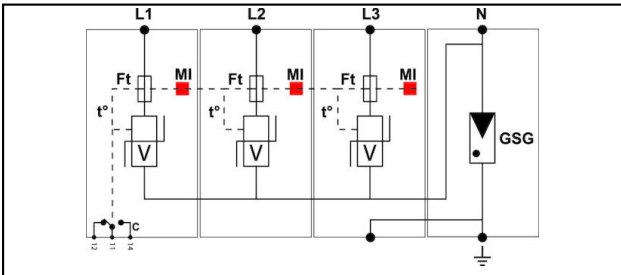 L1 L2 L3 N
Ft MI Ft MI Ft MI
t° t° t°
V V V GSG
C
12 11 14